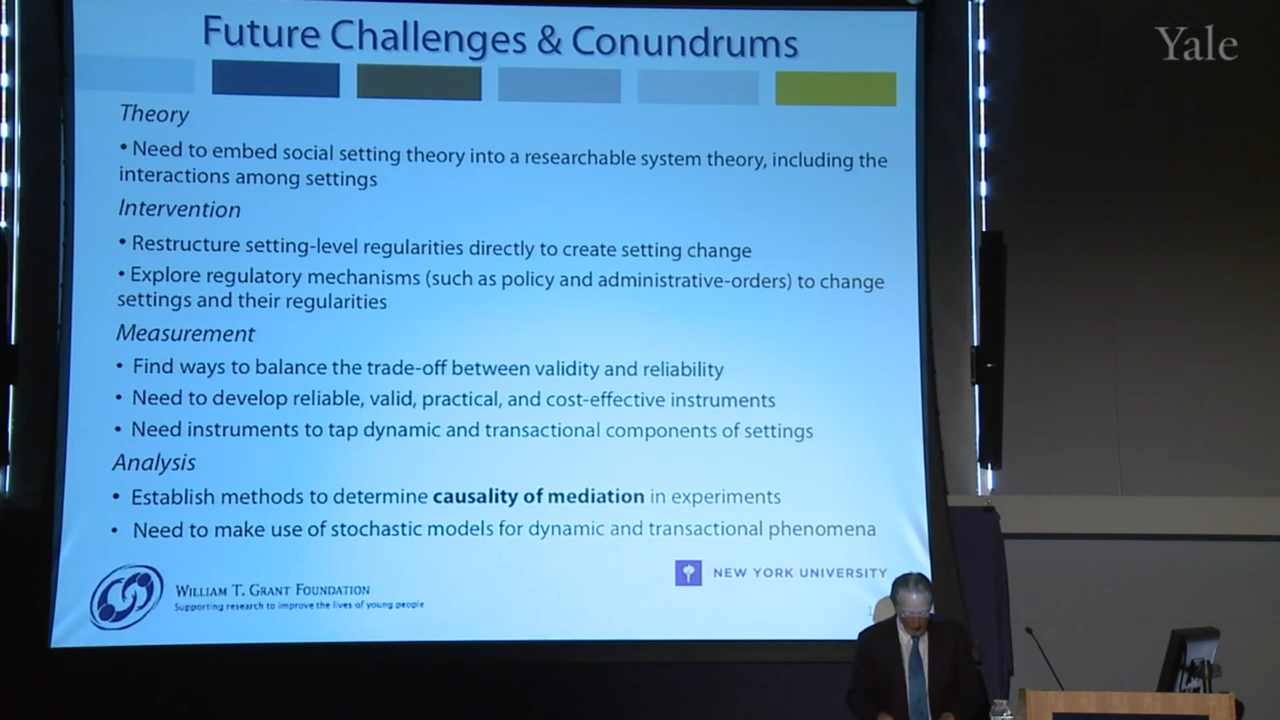 Future Challenges & Conundrums
Yale
Theory
• Need to embed social setting theory into a researchable system theory, including the
interactions among settings
Intervention
• Restructure setting-level regularities directly to create setting change
• Explore regulatory mechanisms (such as policy and administrative-orders) to change
settings and their regularities
Measurement
• Find ways to balance the trade-off between validity and reliability
• Need to develop reliable, valid, practical, and cost-effective instruments
• Need instruments to tap dynamic and transactional components of settings
Analysis
• Establish methods to determine causality of mediation in experiments
• Need to make use of stochastic models for dynamic and transactional phenomena
WILLIAM T. GRANT FOUNDATION
Supporting research to improve the lives of young people
NEW YORK UNIVERSITY